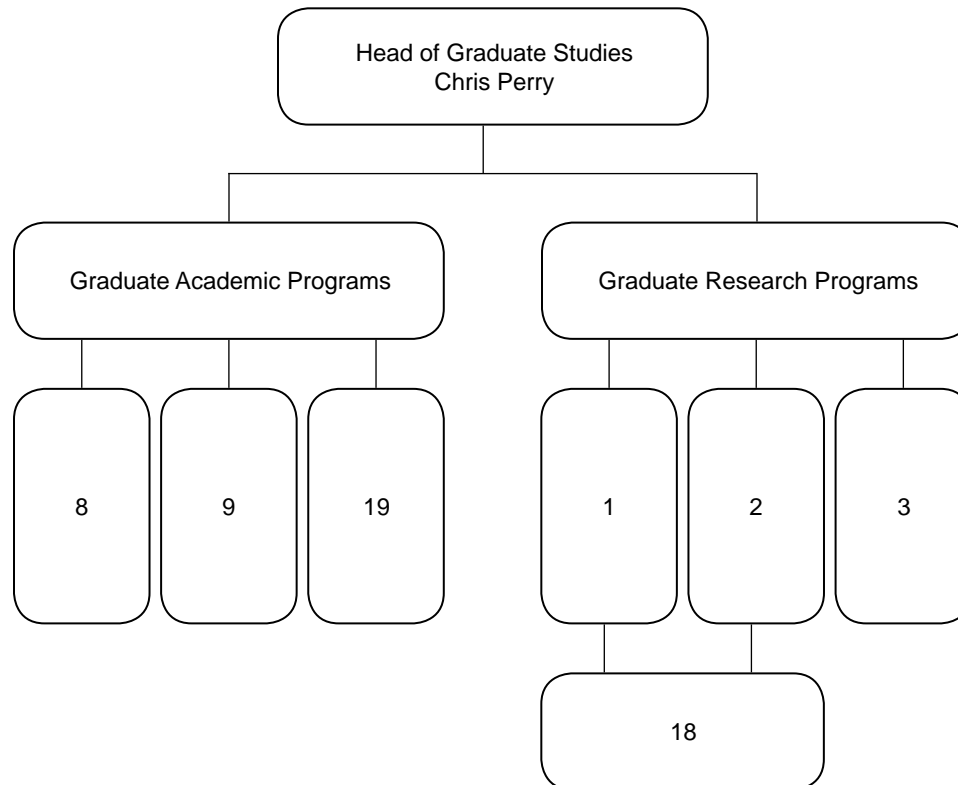 Head of Graduate Studies
Chris Perry
Graduate Academic Programs
Graduate Research Programs
8
9
19
1
2
3
18